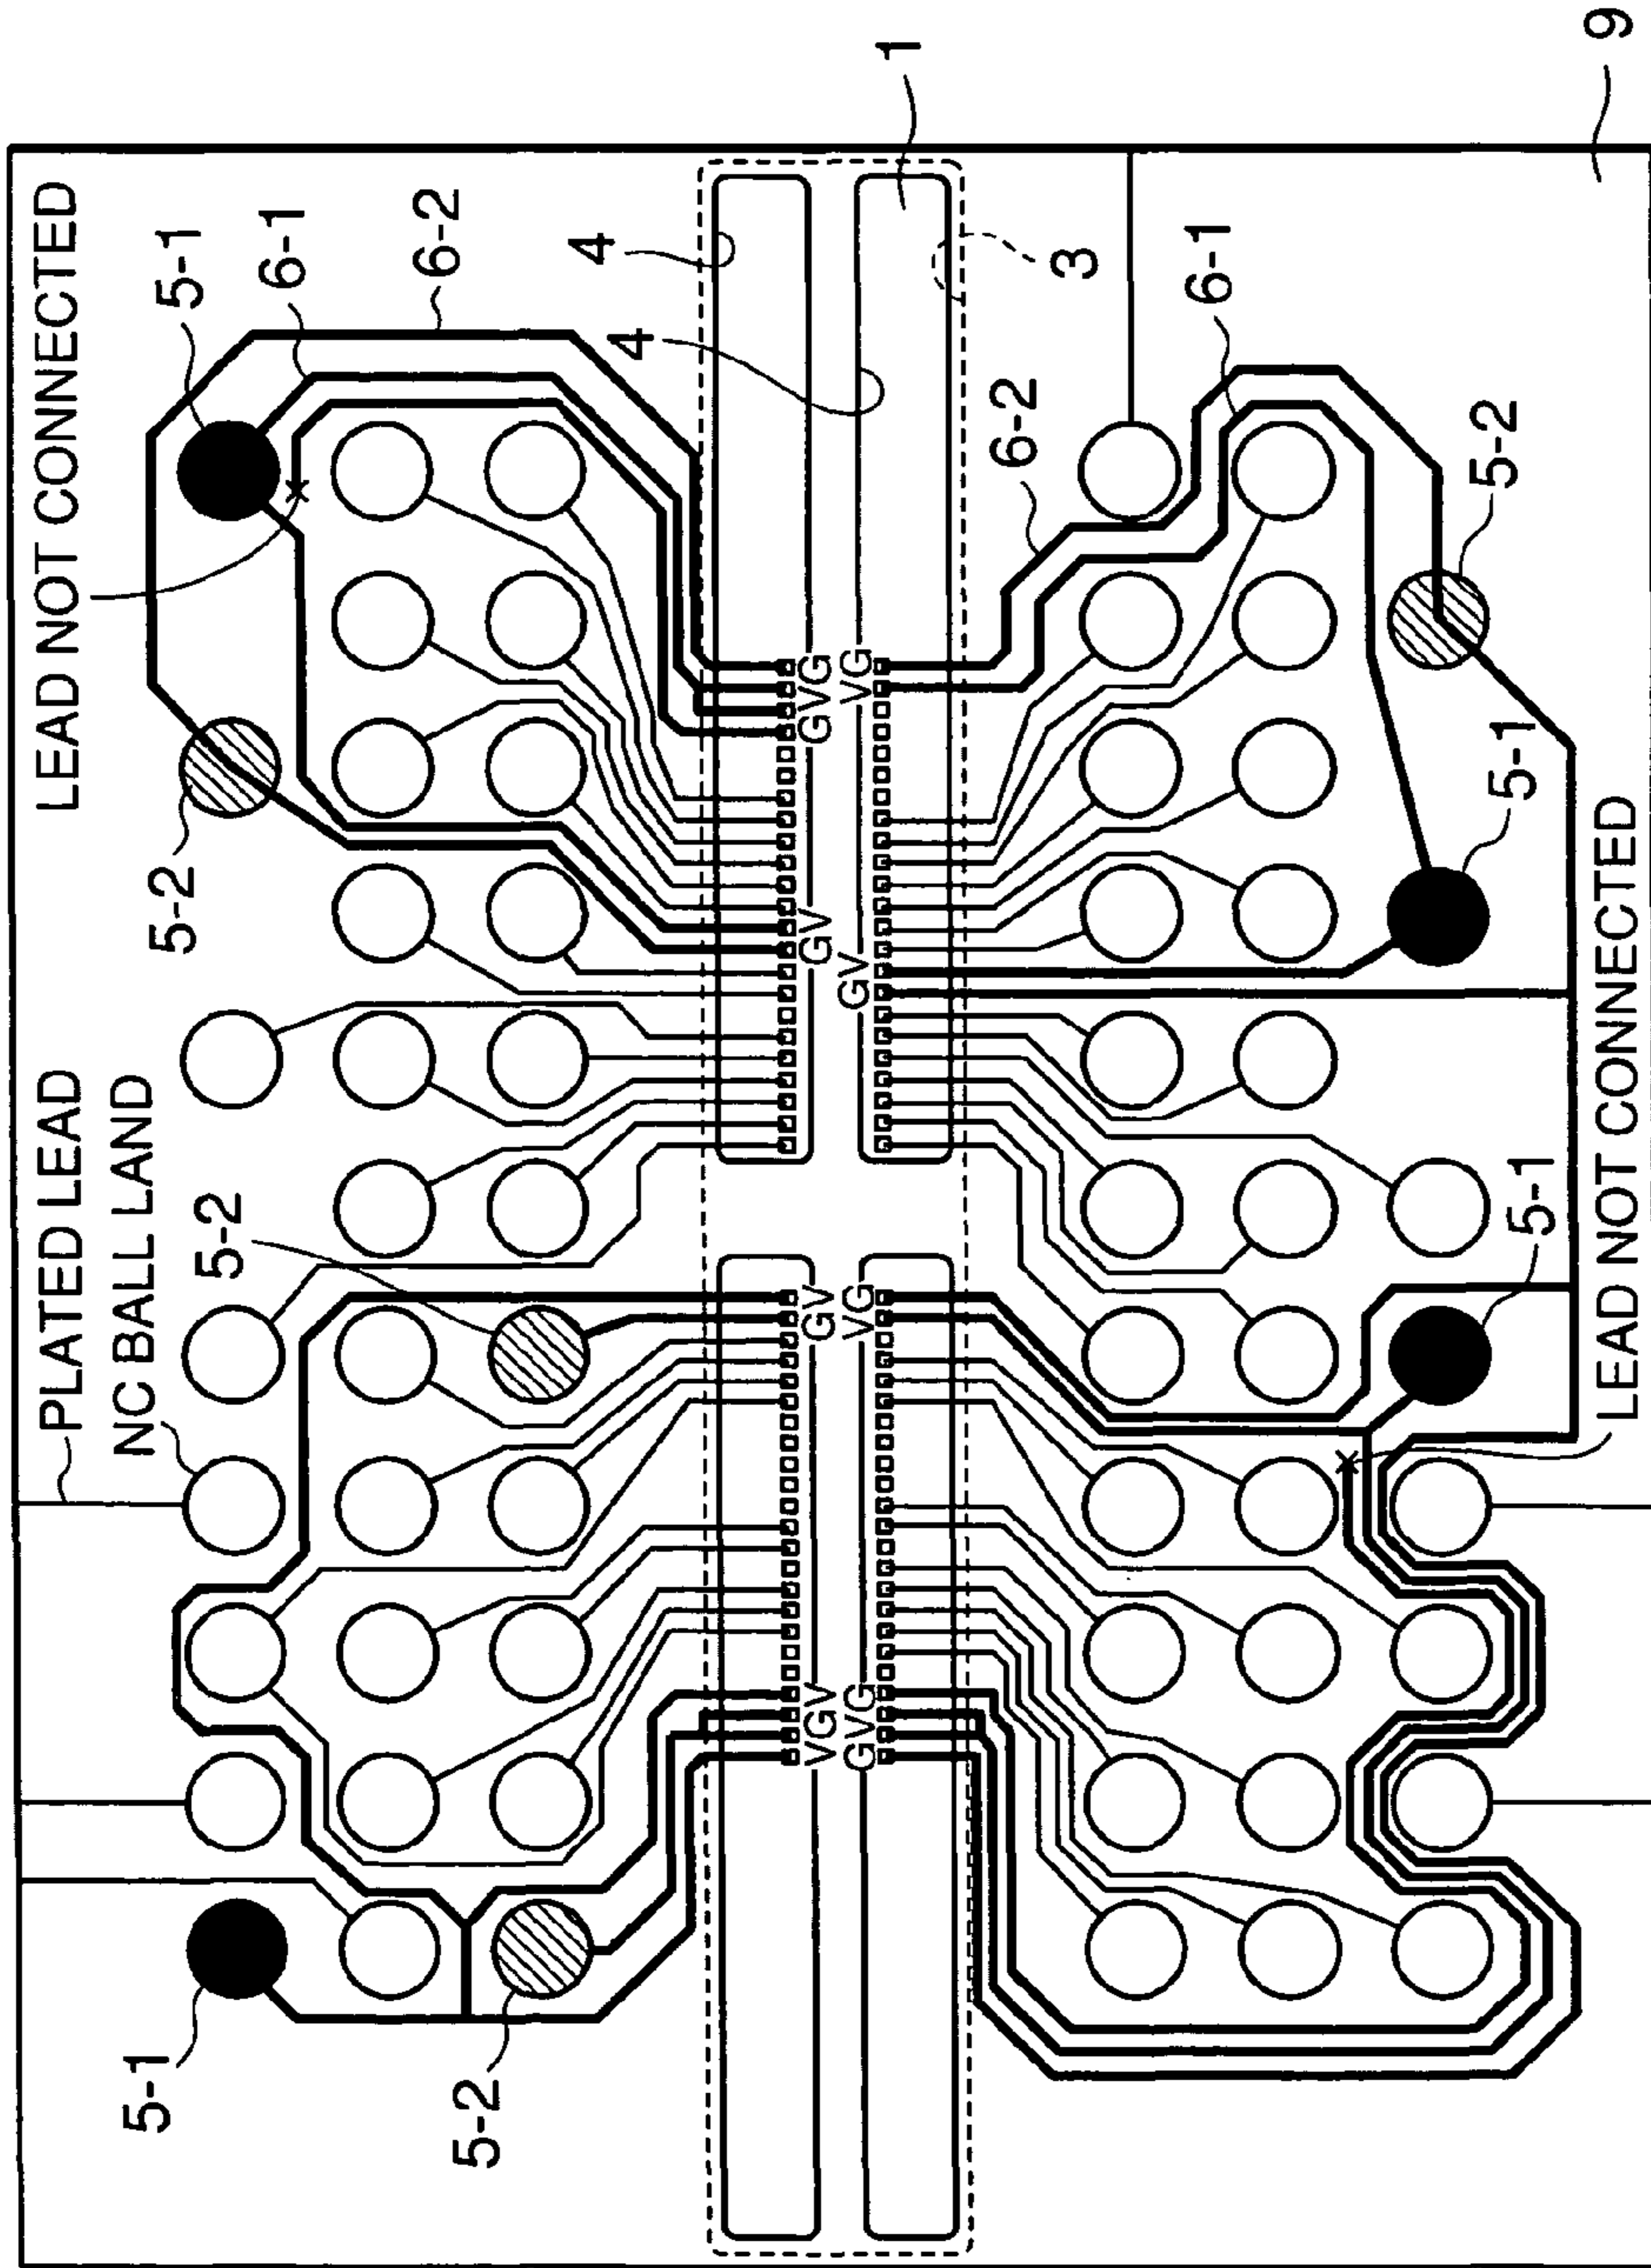 PLATED LEAD
LEAD NOT CONNECTED
NC BALL LAND
5-1
5-2
5-1
5-2
6-1
6-2
5-2
4
4
VGV
GV
GV
GVG
GVG
VG
GV
VG
1
6-2
3
6-1
5-2
5-1
5-1
LEAD NOT CONNECTED
9